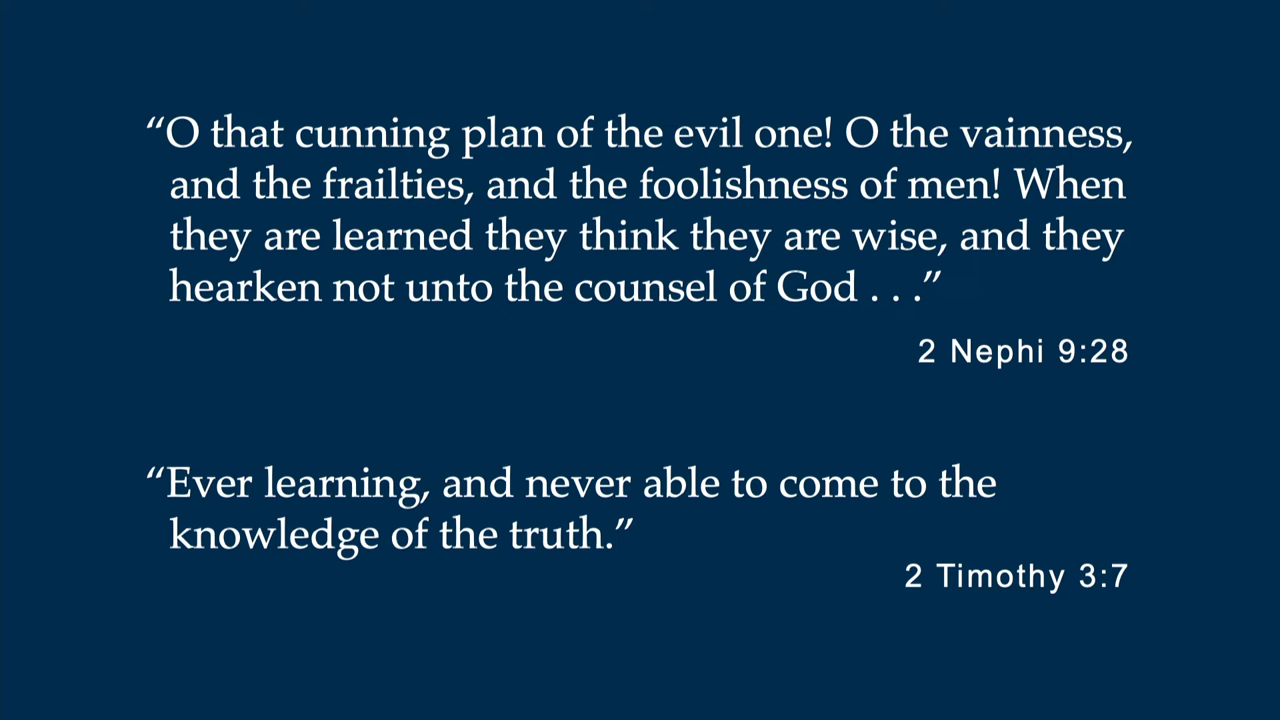 “O that cunning plan of the evil one! O the vainness,
and the frailties, and the foolishness of men! When
they are learned they think they are wise, and they
hearken not unto the counsel of God . . .”
2 Nephi 9:28
“Ever learning, and never able to come to the
knowledge of the truth.”
2 Timothy 3:7